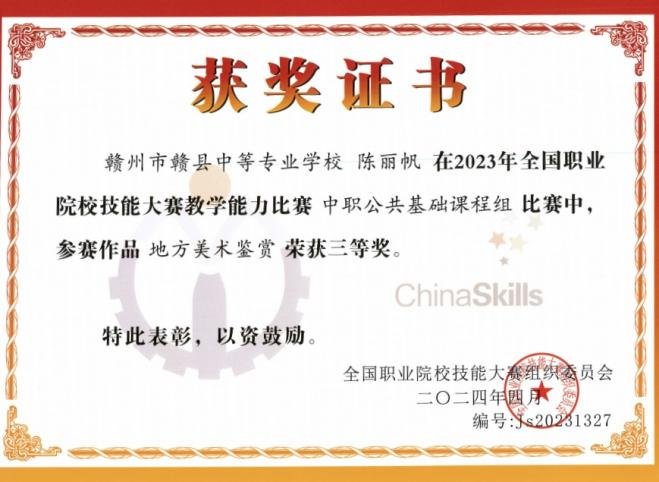 获奖证书
赣州市赣县中等专业学校 陈丽帆 在2023年全国职业
院校技能大赛教学能力比赛 中职公共基础课程组 比赛中，
参赛作品 地方美术鉴赏 荣获三等奖。
ChinaSkills
特此表彰，以资鼓励。
全国职业院校技能大赛组织委员会
二〇二四年四月
编号:Js20231327